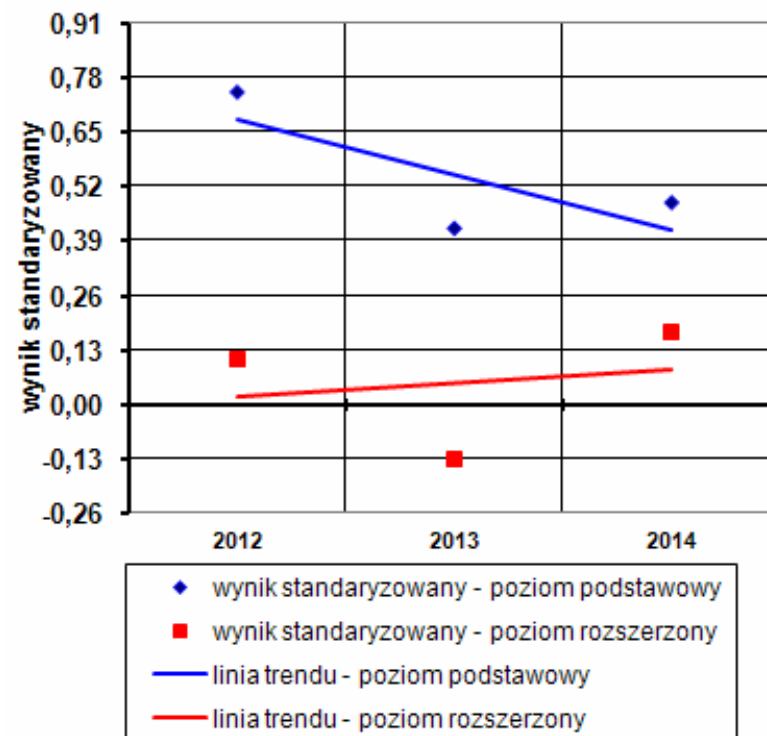 wynik standaryzowany
0,91
0,78
0,65
0,52
0,39
0,26
0,13
0,00
-0,13
-0,26
2012 2013 2014
wynik standaryzowany - poziom podstawowy
wynik standaryzowany - poziom rozszerzony
linia trendu - poziom podstawowy
linia trendu - poziom rozszerzony